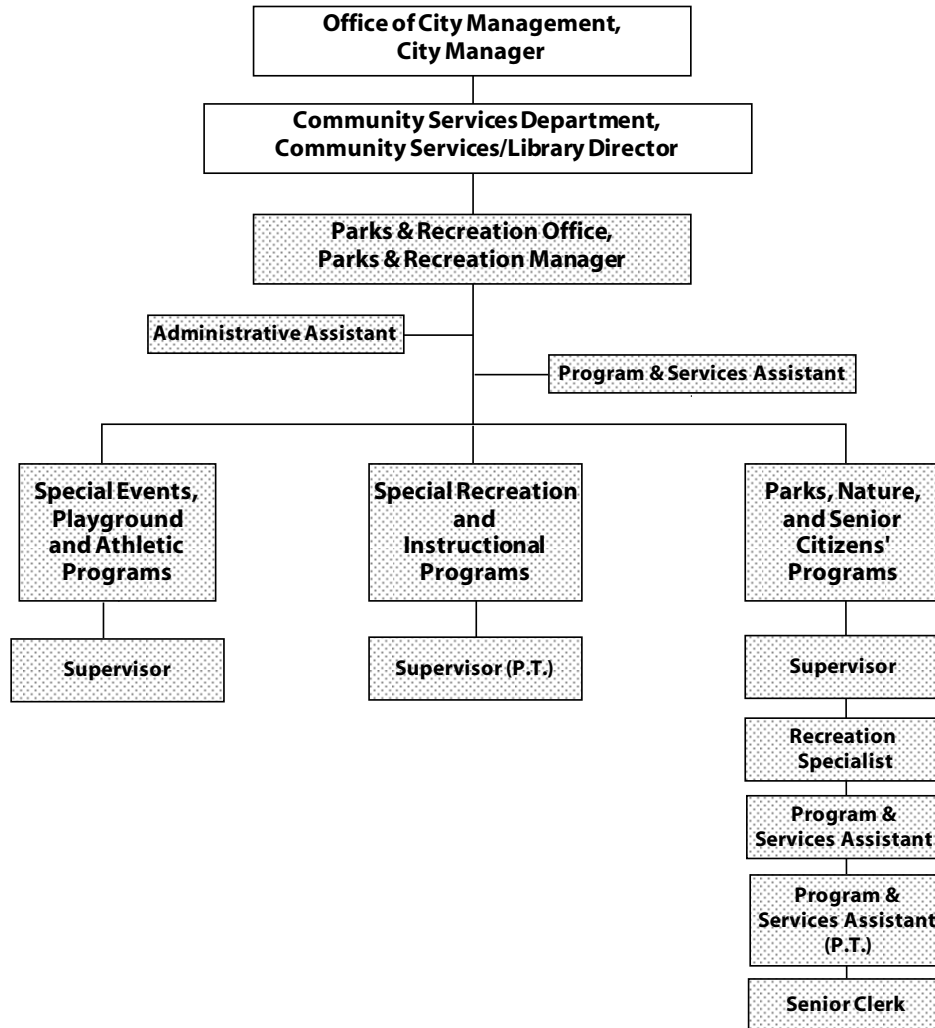 Office of City Management,
City Manager
Community Services Department,
Community Services/Library Director
Parks & Recreation Office,
Parks & Recreation Manager
Administrative Assistant
Program & Services Assistant
Special Events,
Playground
and Athletic
Programs
Special Recreation
and
Instructional
Programs
Parks, Nature,
and Senior
Citizens'
Programs
Supervisor
Supervisor (P.T.)
Supervisor
Recreation
Specialist
Program &
Services Assistant
Program &
Services Assistant
(P.T.)
Senior Clerk